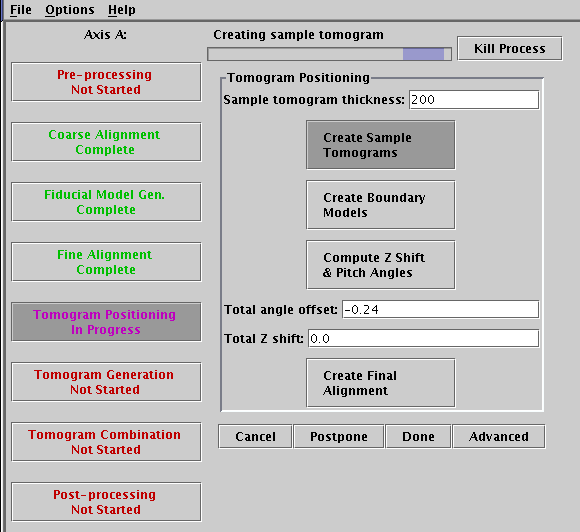 File Options Help
Axis A:
Creating sample tomogram
Kill Process
Pre-processing
Not Started
Coarse Alignment
Complete
Fiducial Model Gen.
Complete
Fine Alignment
Complete
Tomogram Positioning
In Progress
Tomogram Generation
Not Started
Tomogram Combination
Not Started
Post-processing
Not Started
Tomogram Positioning
Sample tomogram thickness: 200
Create Sample
Tomograms
Create Boundary
Models
Compute Z Shift
& Pitch Angles
Total angle offset: -0.24
Total Z shift: 0.0
Create Final
Alignment
Cancel Postpone Done Advanced